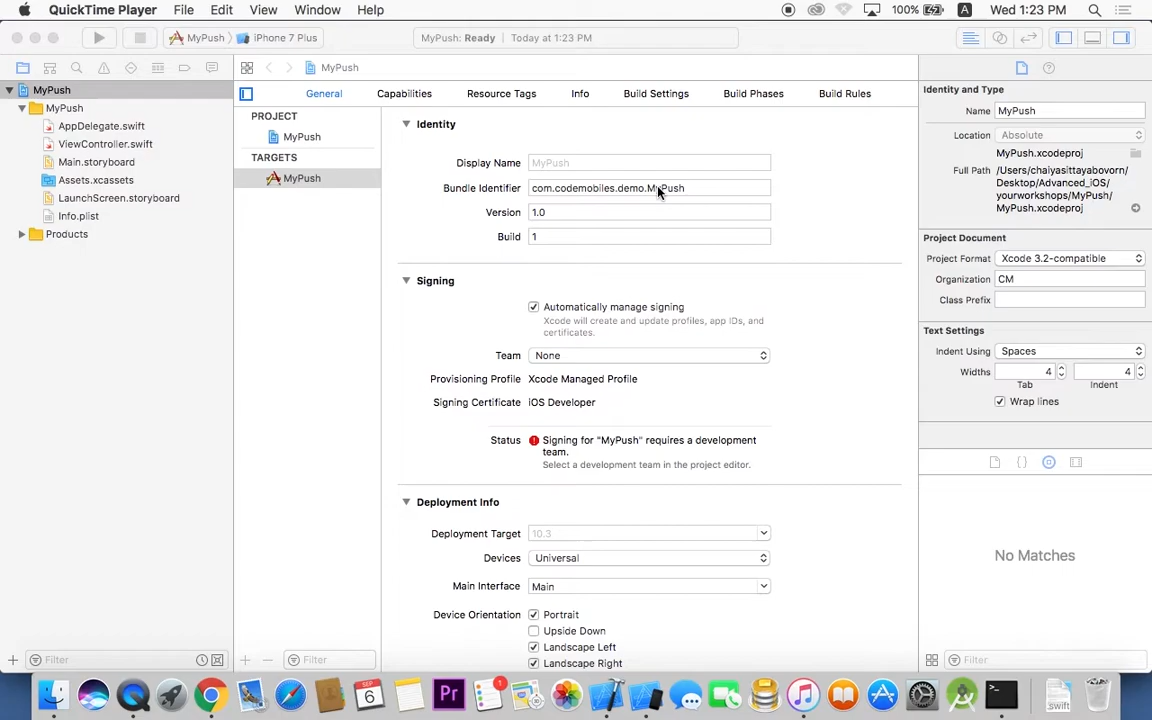 QuickTime Player File Edit View Window Help 100% A Wed 1:23 PM
MyPush iPhone 7 Plus MyPush: Ready Today at 1:23 PM
MyPush
MyPush
MyPush
AppDelegate.swift
ViewController.swift
Main.storyboard
Assets.xcassets
LaunchScreen.storyboard
Info.plist
Products
General Capabilities Resource Tags Info Build Settings Build Phases Build Rules
PROJECT
MyPush
TARGETS
MyPush
Identity
Display Name MyPush
Bundle Identifier com.codemobiles.demo.MyPush
Version 1.0
Build 1
Signing
Automatically manage signing
Xcode will create and update profiles, app IDs, and
certificates.
Team None
Provisioning Profile Xcode Managed Profile
Signing Certificate iOS Developer
Status Signing for "MyPush" requires a development
team.
Select a development team in the project editor.
Deployment Info
Deployment Target 10.3
Devices Universal
Main Interface Main
Device Orientation Portrait
Upside Down
Landscape Left
Landscape Right
Identity and Type
Name MyPush
Location Absolute
MyPush.xcodeproj
Full Path /Users/chaiyasittayabovorn/
Desktop/Advanced_iOS/
yourworkshops/MyPush/
MyPush.xcodeproj
Project Document
Project Format Xcode 3.2-compatible
Organization CM
Class Prefix
Text Settings
Indent Using Spaces
Widths 4 4
Tab Indent
Wrap lines
No Matches
Filter Filter Filter
SEP
6
Pr
1
swift